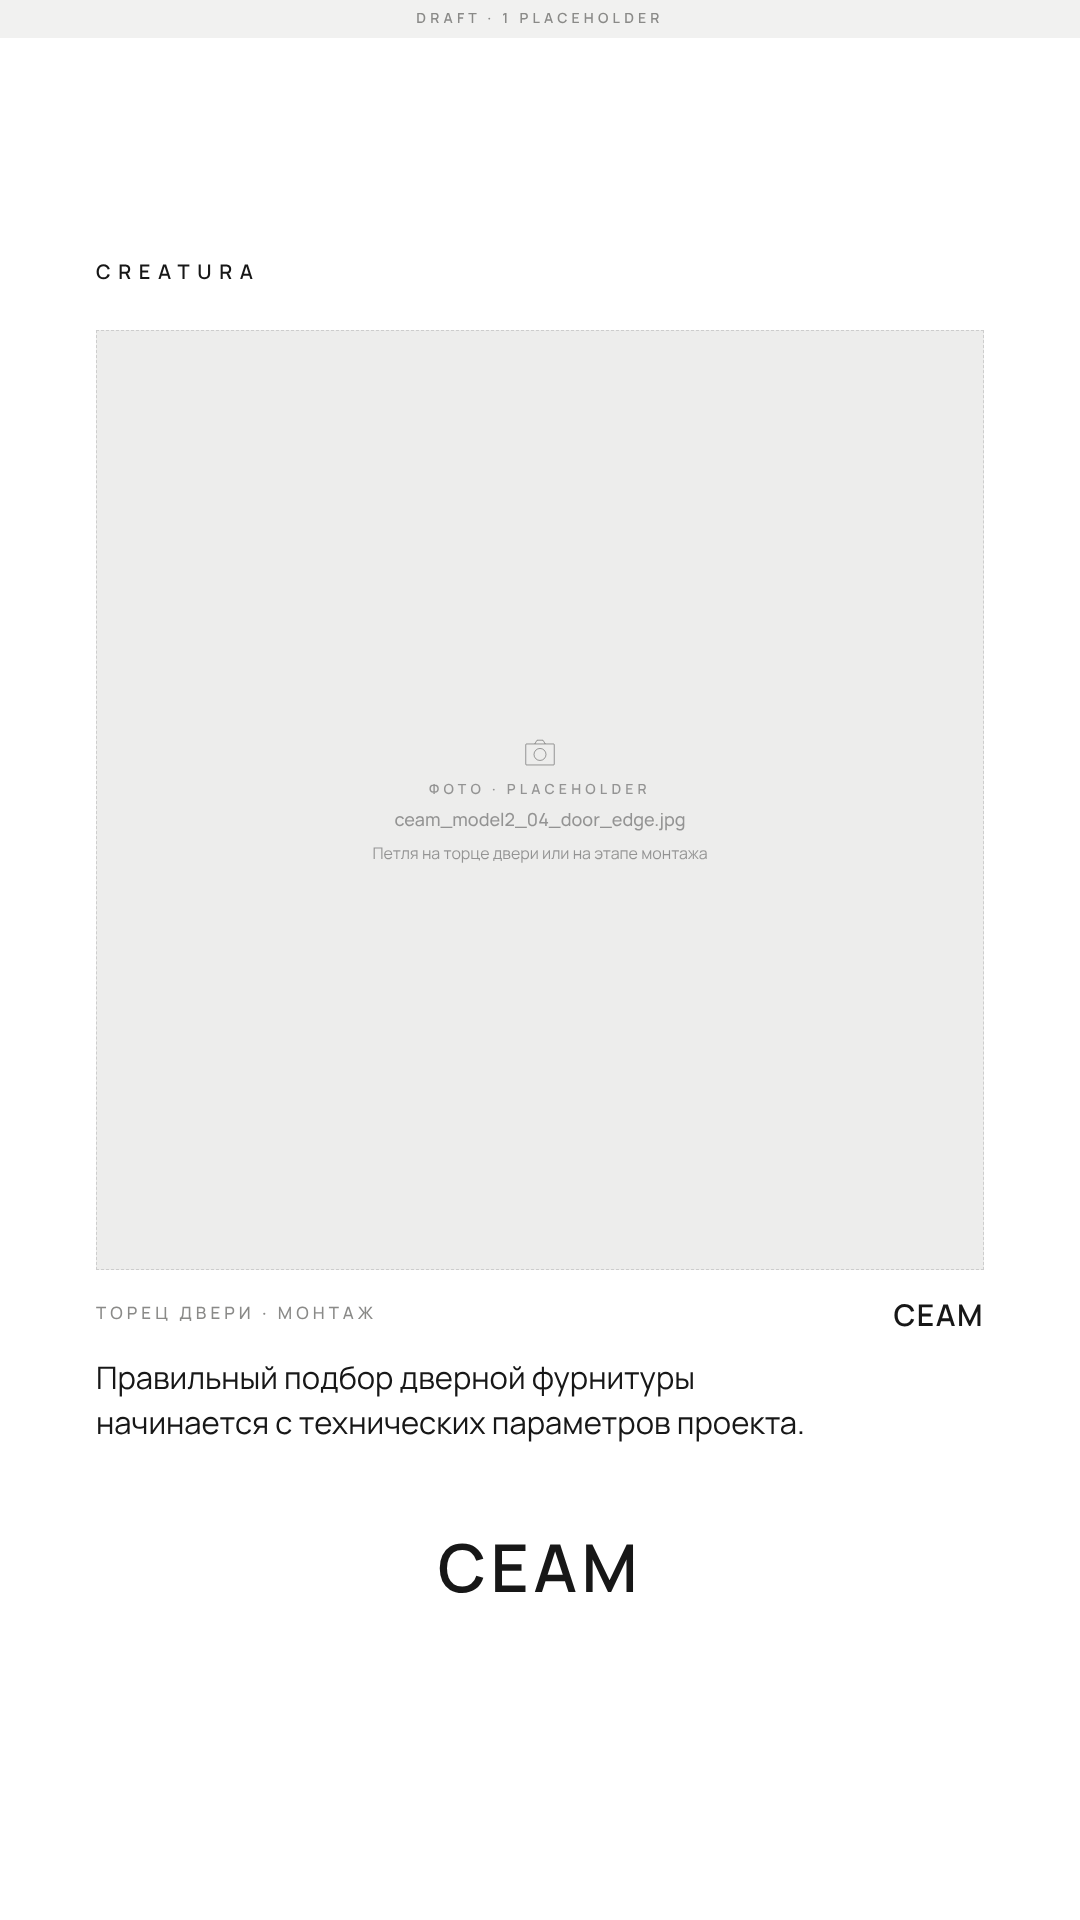 DRAFT · 1 PLACEHOLDER
CREATURA
ФОТО · PLACEHOLDER
ceam_model2_04_door_edge.jpg
Петля на торце двери или на этапе монтажа
ТОРЕЦ ДВЕРИ · МОНТАЖ
CEAM
Правильный подбор дверной фурнитуры
начинается с технических параметров проекта.
CEAM